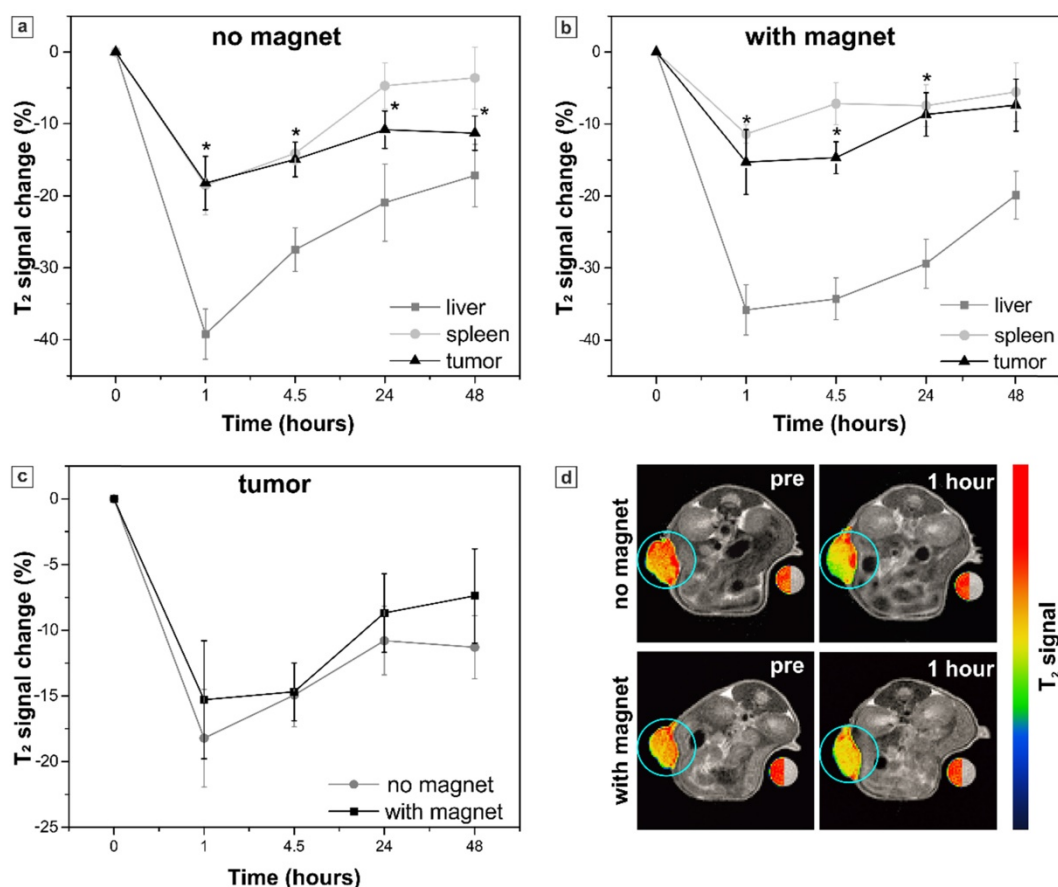 a
no magnet
0
-10
-20
-30
-40
T₂ signal change (%)
* * * *
liver
spleen
tumor
0 1 4.5 24 48
Time (hours)
b
with magnet
0
-10
-20
-30
-40
T₂ signal change (%)
* * *
liver
spleen
tumor
0 1 4.5 24 48
Time (hours)
c
tumor
0
-5
-10
-15
-20
-25
T₂ signal change (%)
no magnet
with magnet
0 1 4.5 24 48
Time (hours)
d
no magnet
pre
1 hour
with magnet
pre
1 hour
T₂ signal